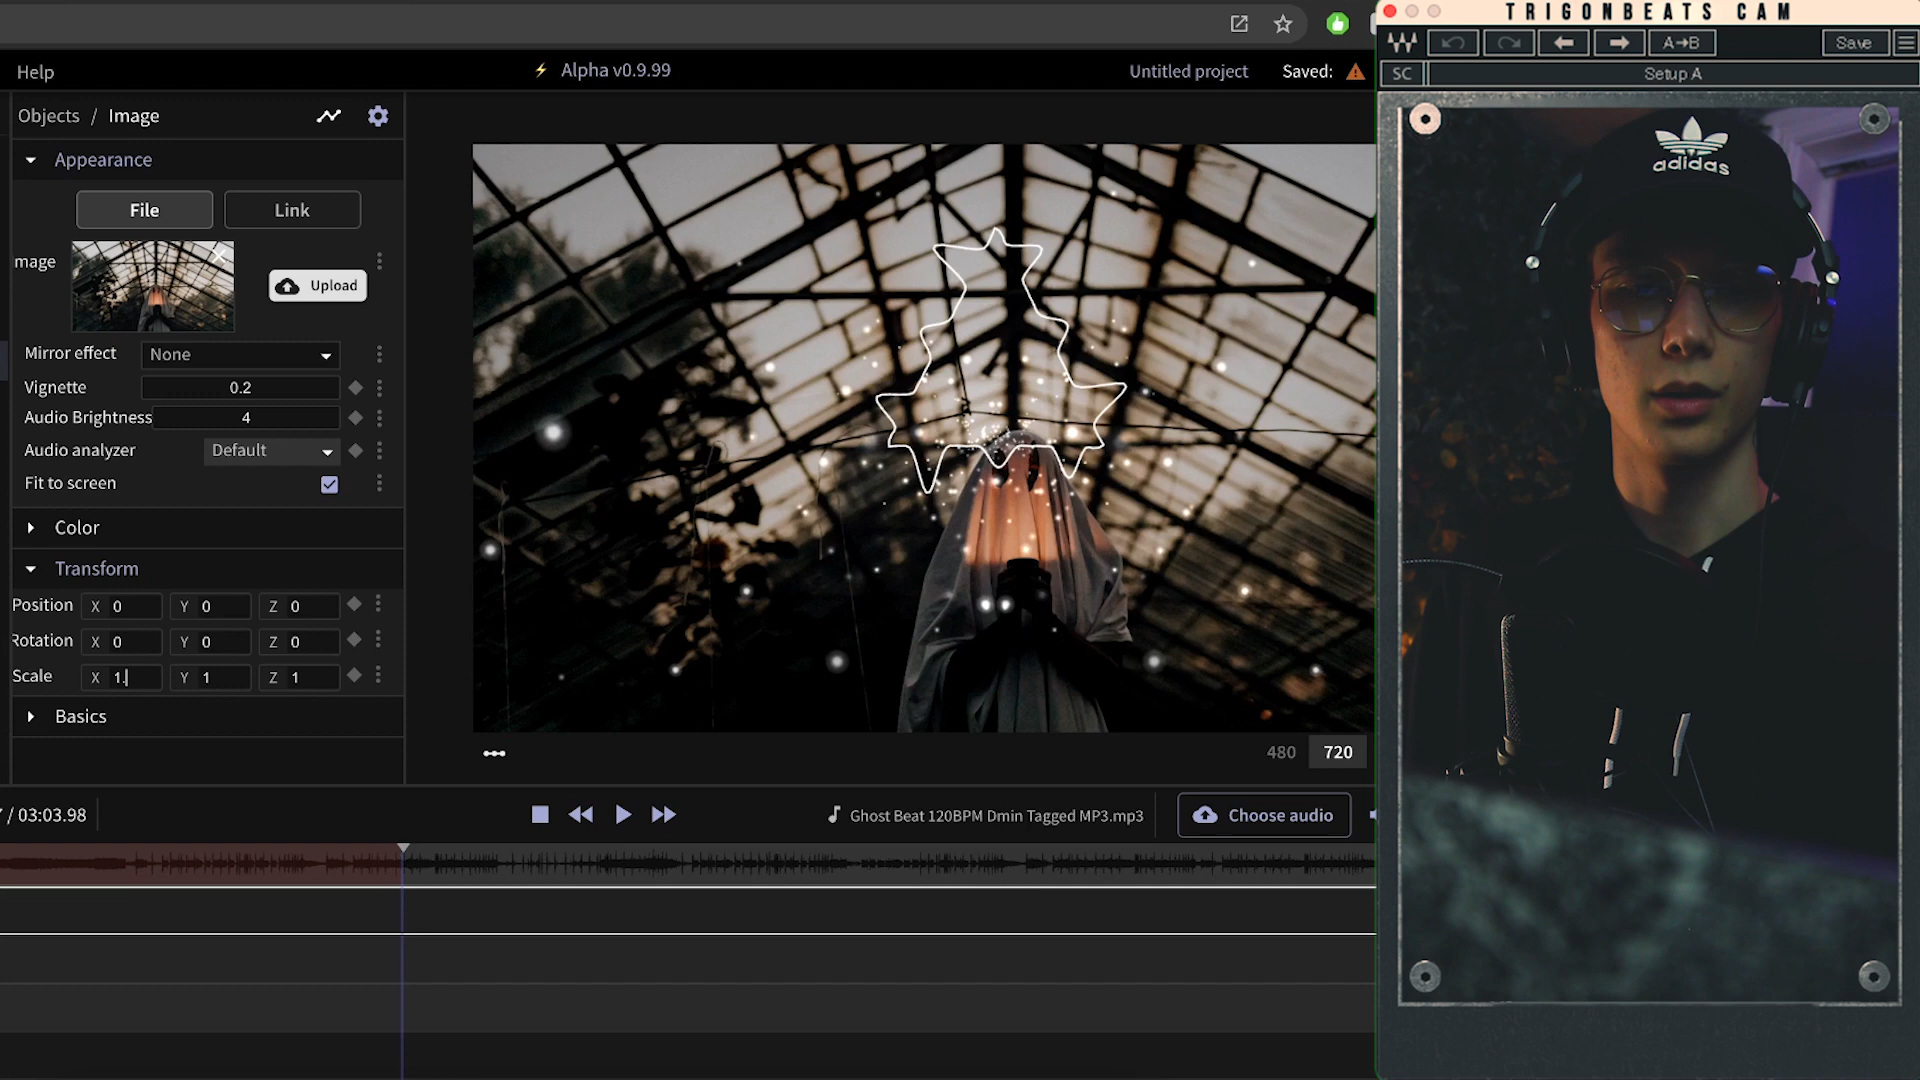 TRIGONBEATS CAM
A→B
Save
SC
Setup A
Help
Alpha v0.9.99
Untitled project
Saved:
Objects / Image
Appearance
File
Link
mage
Upload
Mirror effect
None
Vignette
0.2
Audio Brightness
4
Audio analyzer
Default
Fit to screen
Color
Transform
Position X 0 Y 0 Z 0
Rotation X 0 Y 0 Z 0
Scale X 1. Y 1 Z 1
Basics
480
720
/ 03:03.98
Ghost Beat 120BPM Dmin Tagged MP3.mp3
Choose audio
adidas